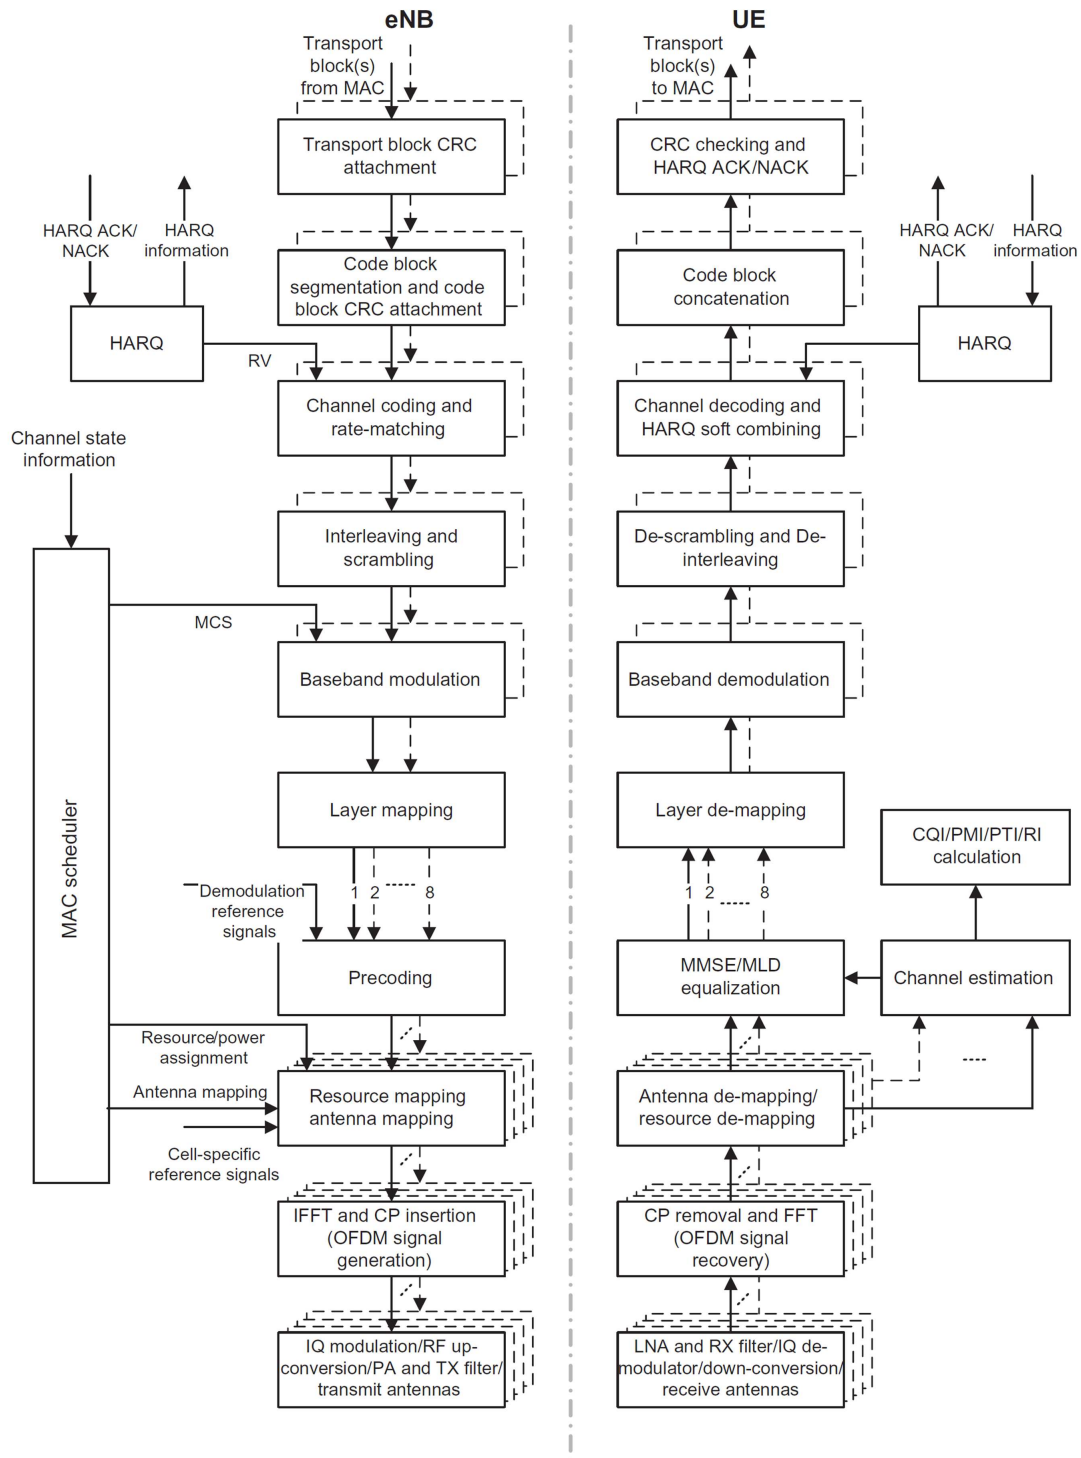 eNB
Transport
block(s)
from MAC
Transport block CRC
attachment
HARQ ACK/
NACK
HARQ
information
Code block
segmentation and code
block CRC attachment
HARQ
RV
Channel coding and
rate-matching
Channel state
information
Interleaving and
scrambling
MCS
Baseband modulation
MAC scheduler
Layer mapping
Demodulation
reference
signals
1
2
8
Precoding
Resource/power
assignment
Antenna mapping
Resource mapping
antenna mapping
Cell-specific
reference signals
IFFT and CP insertion
(OFDM signal
generation)
IQ modulation/RF up-
conversion/PA and TX filter/
transmit antennas
UE
Transport
block(s)
to MAC
CRC checking and
HARQ ACK/NACK
HARQ ACK/
NACK
HARQ
information
Code block
concatenation
HARQ
Channel decoding and
HARQ soft combining
De-scrambling and De-
interleaving
Baseband demodulation
Layer de-mapping
CQI/PMI/PTI/RI
calculation
1
2
8
MMSE/MLD
equalization
Channel estimation
Antenna de-mapping/
resource de-mapping
CP removal and FFT
(OFDM signal
recovery)
LNA and RX filter/IQ de-
modulator/down-conversion/
receive antennas